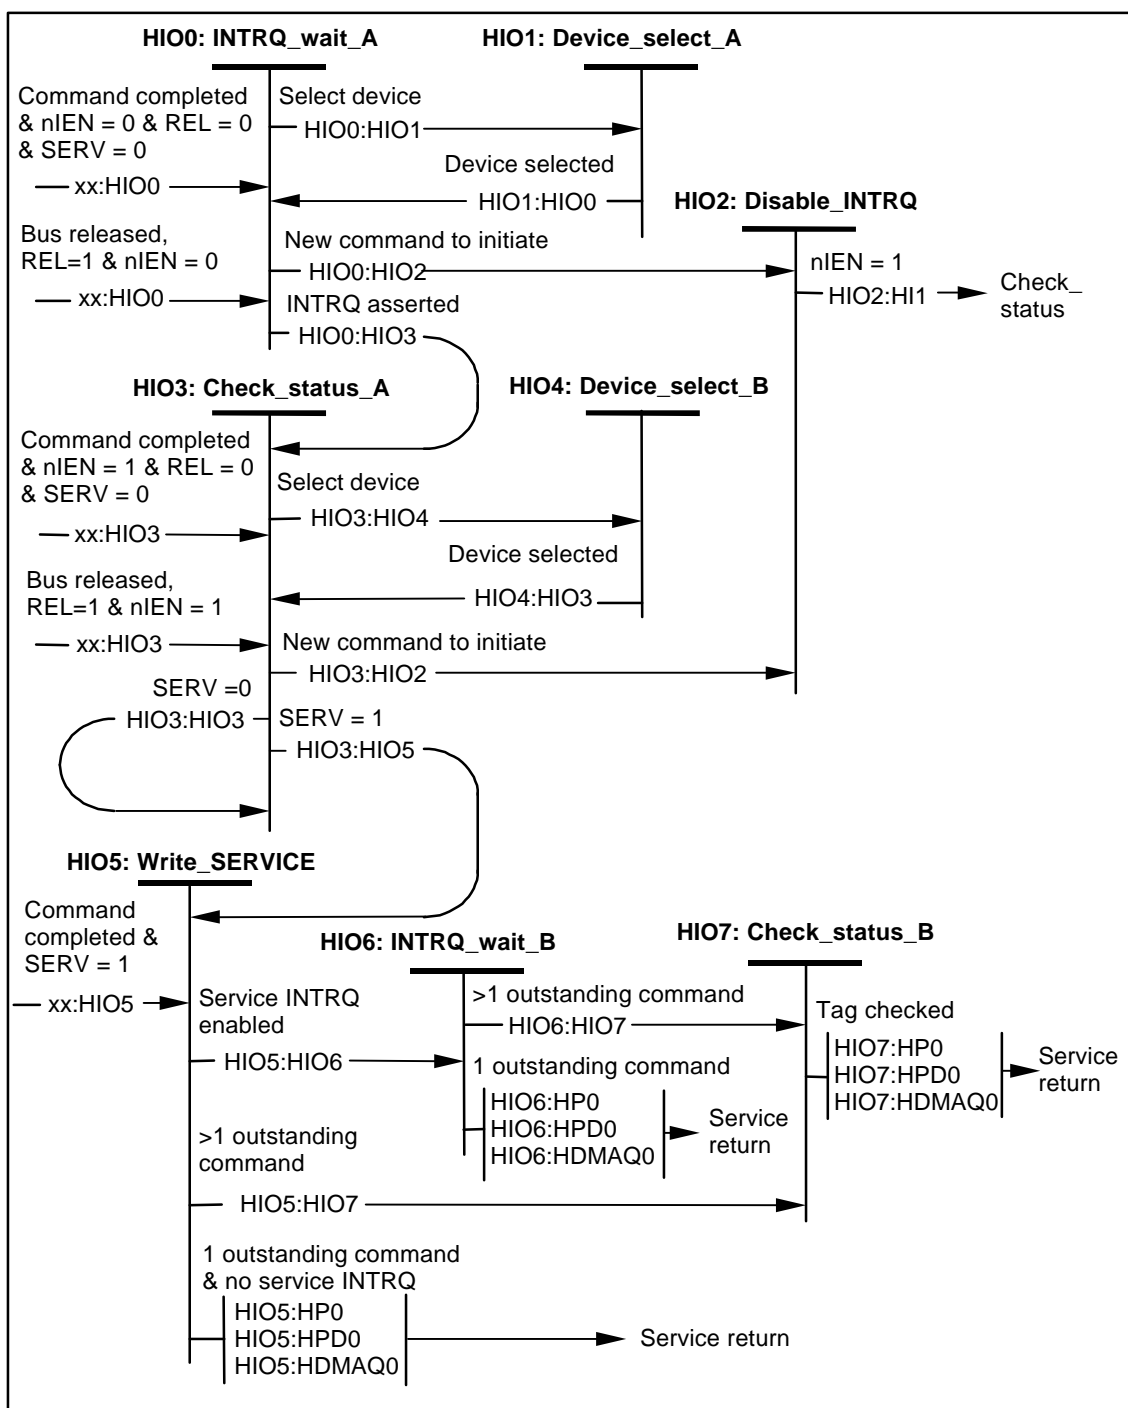 HIO0: INTRQ_wait_A
HIO1: Device_select_A
Command completed
& nIEN = 0 & REL = 0
& SERV = 0
xx:HIO0
Select device
HIO0:HIO1
Device selected
HIO1:HIO0
HIO2: Disable_INTRQ
Bus released,
REL=1 & nIEN = 0
xx:HIO0
New command to initiate
HIO0:HIO2
nIEN = 1
HIO2:HI1
Check_
status
INTRQ asserted
HIO0:HIO3
HIO3: Check_status_A
HIO4: Device_select_B
Command completed
& nIEN = 1 & REL = 0
& SERV = 0
xx:HIO3
Select device
HIO3:HIO4
Device selected
HIO4:HIO3
Bus released,
REL=1 & nIEN = 1
xx:HIO3
New command to initiate
HIO3:HIO2
SERV =0
HIO3:HIO3
SERV = 1
HIO3:HIO5
HIO5: Write_SERVICE
Command
completed &
SERV = 1
xx:HIO5
HIO6: INTRQ_wait_B
HIO7: Check_status_B
Service INTRQ
enabled
HIO5:HIO6
>1 outstanding command
HIO6:HIO7
1 outstanding command
HIO6:HP0
HIO6:HPD0
HIO6:HDMAQ0
Service
return
Tag checked
HIO7:HP0
HIO7:HPD0
HIO7:HDMAQ0
Service
return
>1 outstanding
command
HIO5:HIO7
1 outstanding command
& no service INTRQ
HIO5:HP0
HIO5:HPD0
HIO5:HDMAQ0
Service return